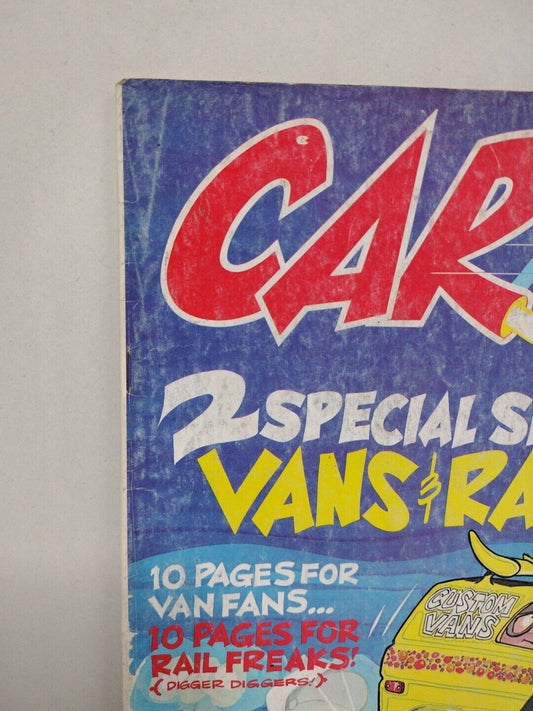 CAR
2 SPECIAL S
VANS & RA
10 PAGES FOR
VAN FANS...
10 PAGES FOR
RAIL FREAKS!
(DIGGER DIGGERS!)
CUSTOM
VANS